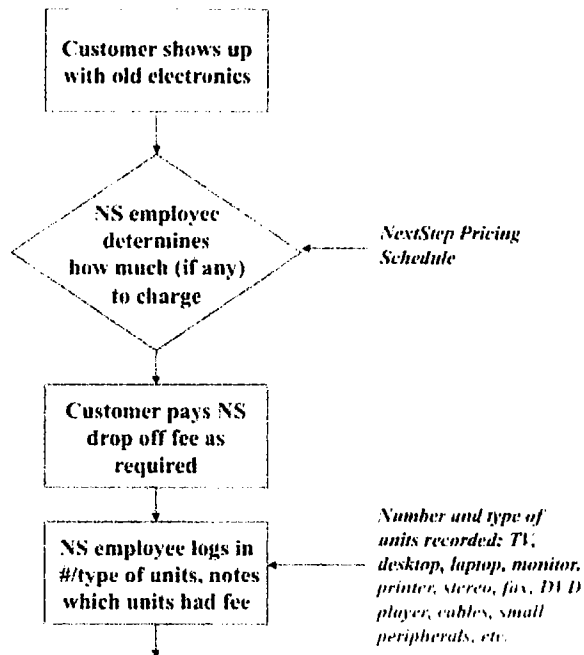 Customer shows up
with old electronics
NS employee
determines
how much (if any)
to charge
NextStep Pricing
Schedule
Customer pays NS
drop off fee as
required
NS employee logs in
#/type of units, notes
which units had fee
Number and type of
units recorded: TV,
desktop, laptop, monitor,
printer, stereo, fax, DVD
player, cables, small
peripherals, etc.